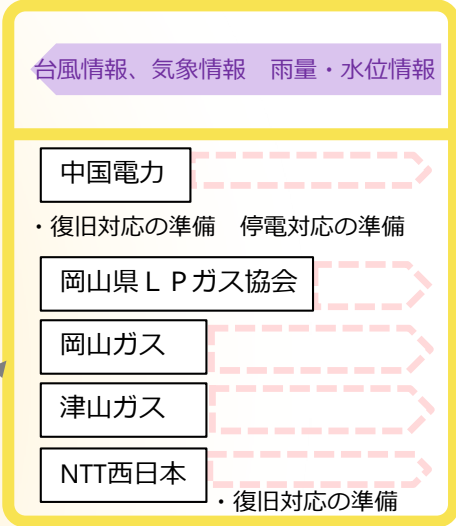 台風情報、気象情報　雨量・水位情報
中国電力
・復旧対応の準備　停電対応の準備
岡山県ＬＰガス協会
岡山ガス
津山ガス
NTT西日本
・復旧対応の準備